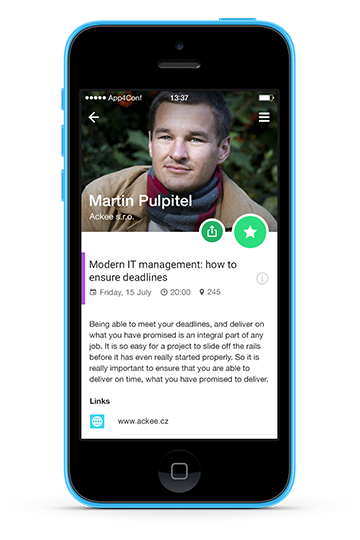 App4Conf 13:37
Martin Pulpitel
Ackee s.r.o.
Modern IT management: how to
ensure deadlines
Friday, 15 July 20:00 245
Being able to meet your deadlines, and deliver on
what you have promised is an integral part of any
job. It is so easy for a project to slide off the rails
before it has even really started properly. So it is
really important to ensure that you are able to
deliver on time, what you have promised to deliver.
Links
www.ackee.cz